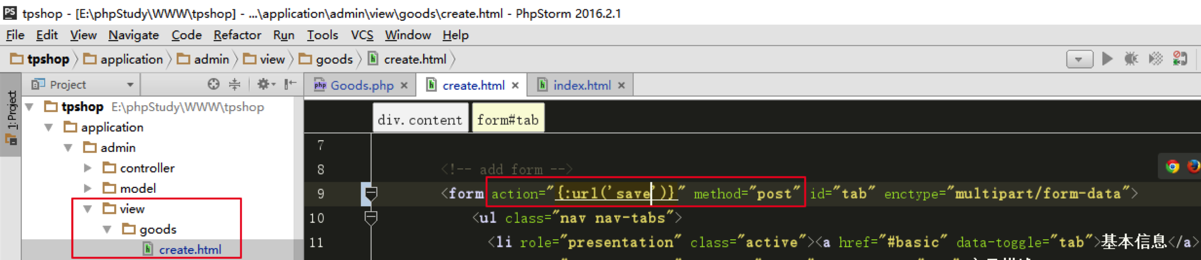 tpshop - [E:\phpStudy\WWW\tpshop] - ...\application\admin\view\goods\create.html - PhpStorm 2016.2.1
File Edit View Navigate Code Refactor Run Tools VCS Window Help
tpshop application admin view goods create.html
Project Goods.php create.html index.html
1: Project
tpshop E:\phpStudy\WWW\tpshop
div.content form#tab
application
7
admin
controller
8 <!-- add form -->
model
9 <form action="{:url('save')}" method="post" id="tab" enctype="multipart/form-data">
view
10 <ul class="nav nav-tabs">
goods
create.html
11 <li role="presentation" class="active"><a href="#basic" data-toggle="tab">基本信息</a>